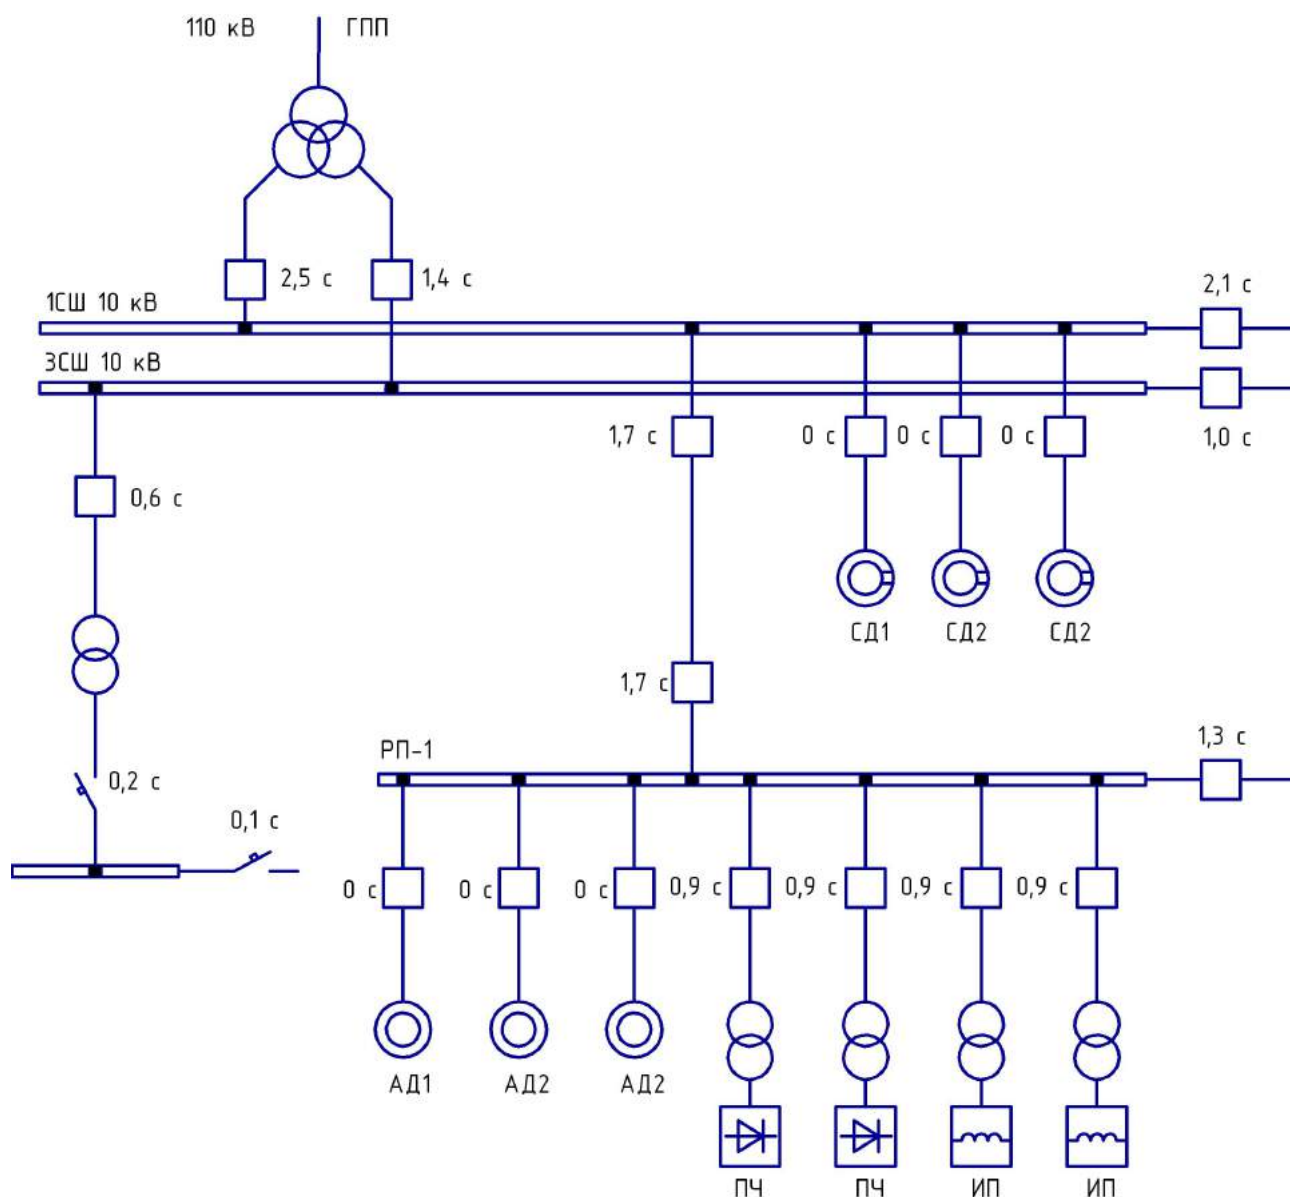 110 кВ ГПП
2,5 с
1,4 с
2,1 с
1СШ 10 кВ
3СШ 10 кВ
1,7 с
0 с
0 с
0 с
1,0 с
0,6 с
СД1
СД2
СД2
1,7 с
РП-1
1,3 с
0,2 с
0,1 с
0 с
0 с
0 с
0,9 с
0,9 с
0,9 с
0,9 с
АД1
АД2
АД2
ПЧ
ПЧ
ИП
ИП